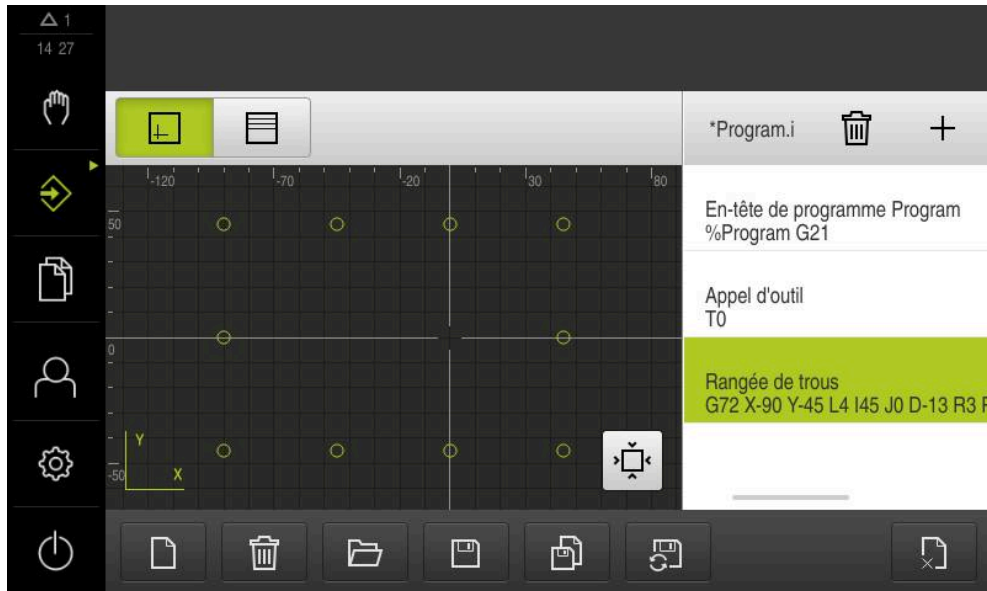 1
14 27
*Program.i
-120
-70
-20
30
80
50
0
-50
Y
X
En-tête de programme Program
%Program G21
Appel d'outil
T0
Rangée de trous
G72 X-90 Y-45 L4 I45 J0 D-13 R3